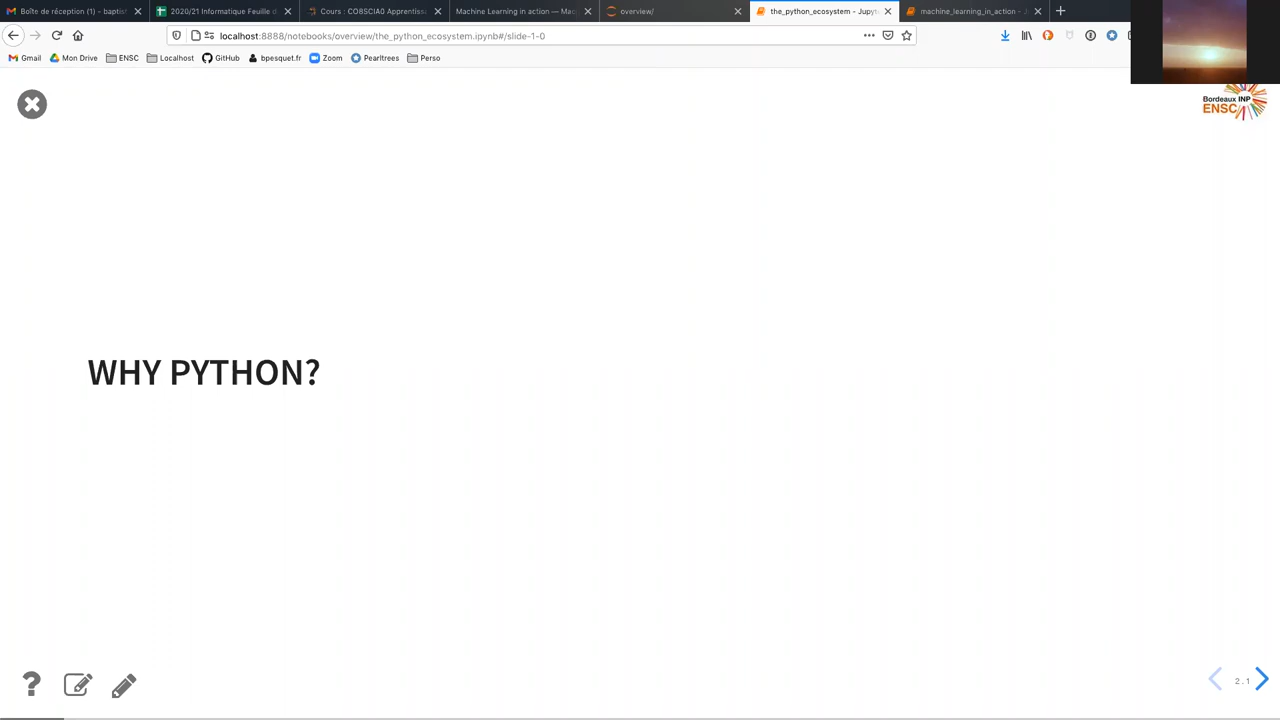 Boîte de réception (1) - baptis
2020/21 Informatique Feuille d
Cours : CO8SCIA0 Apprentissa
Machine Learning in action — Mac
overview/
the_python_ecosystem - Jupyt
machine_learning_in_action - J
localhost:8888/notebooks/overview/the_python_ecosystem.ipynb#/slide-1-0
Gmail
Mon Drive
ENSC
Localhost
GitHub
bpesquet.fr
Zoom
Pearltrees
Perso
Bordeaux INP
ENSC
WHY PYTHON?
2.1